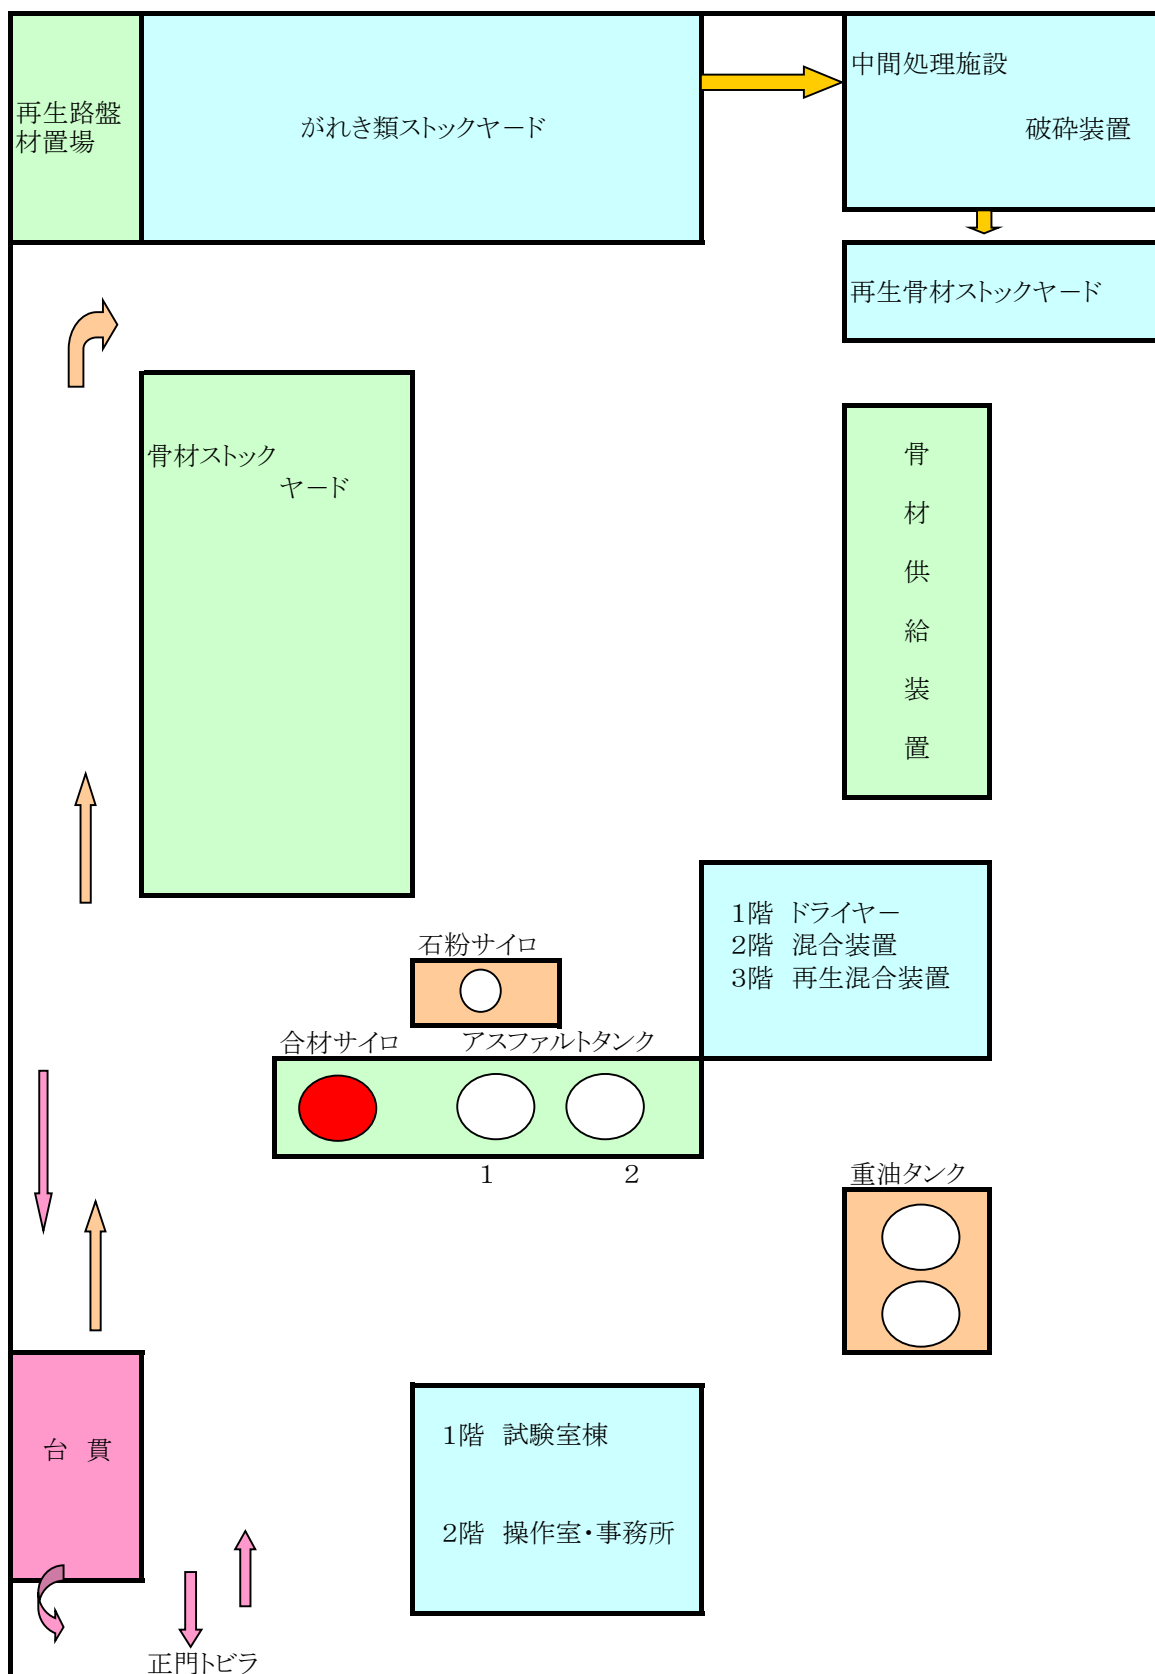 再生路盤
材置場
がれき類ストックヤード
中間処理施設
破砕装置
再生骨材ストックヤード
骨材ストック
ヤード
骨
材
供
給
装
置
1階 ドライヤー
2階 混合装置
3階 再生混合装置
石粉サイロ
合材サイロ
アスファルトタンク
1
2
重油タンク
台 貫
1階 試験室棟
2階 操作室・事務所
正門トビラ